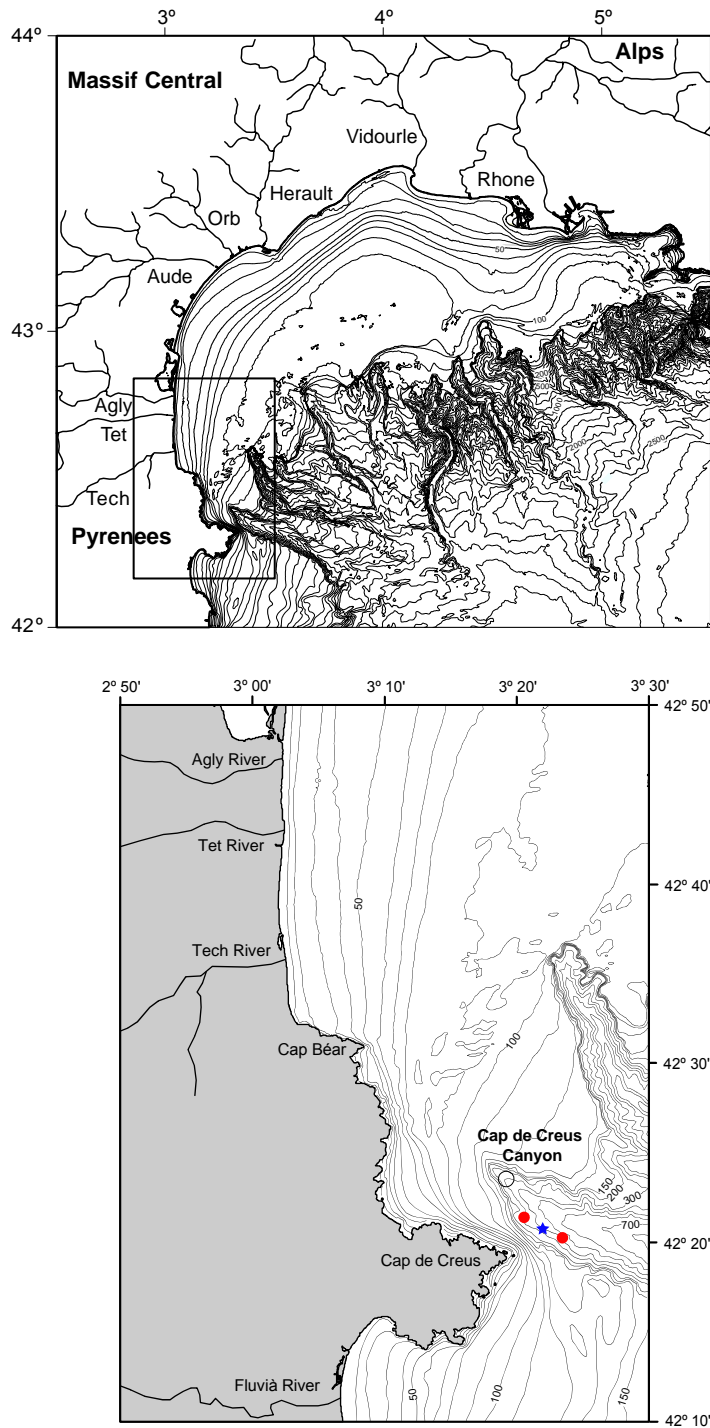 3º 4º 5º
44º
Alps
Massif Central
Vidourle
Herault
Rhone
Orb
50
Aude
43º
100
Agly
Tet
2000
2500
Tech
Pyrenees
42º
2º 50' 3º 00' 3º 10' 3º 20' 3º 30'
42º 50'
Agly River
Tet River
42º 40'
50
Tech River
Cap Béar
100
42º 30'
Cap de Creus
Canyon
150
200
300
700
42º 20'
Cap de Creus
Fluvià River
50
100
150
42º 10'